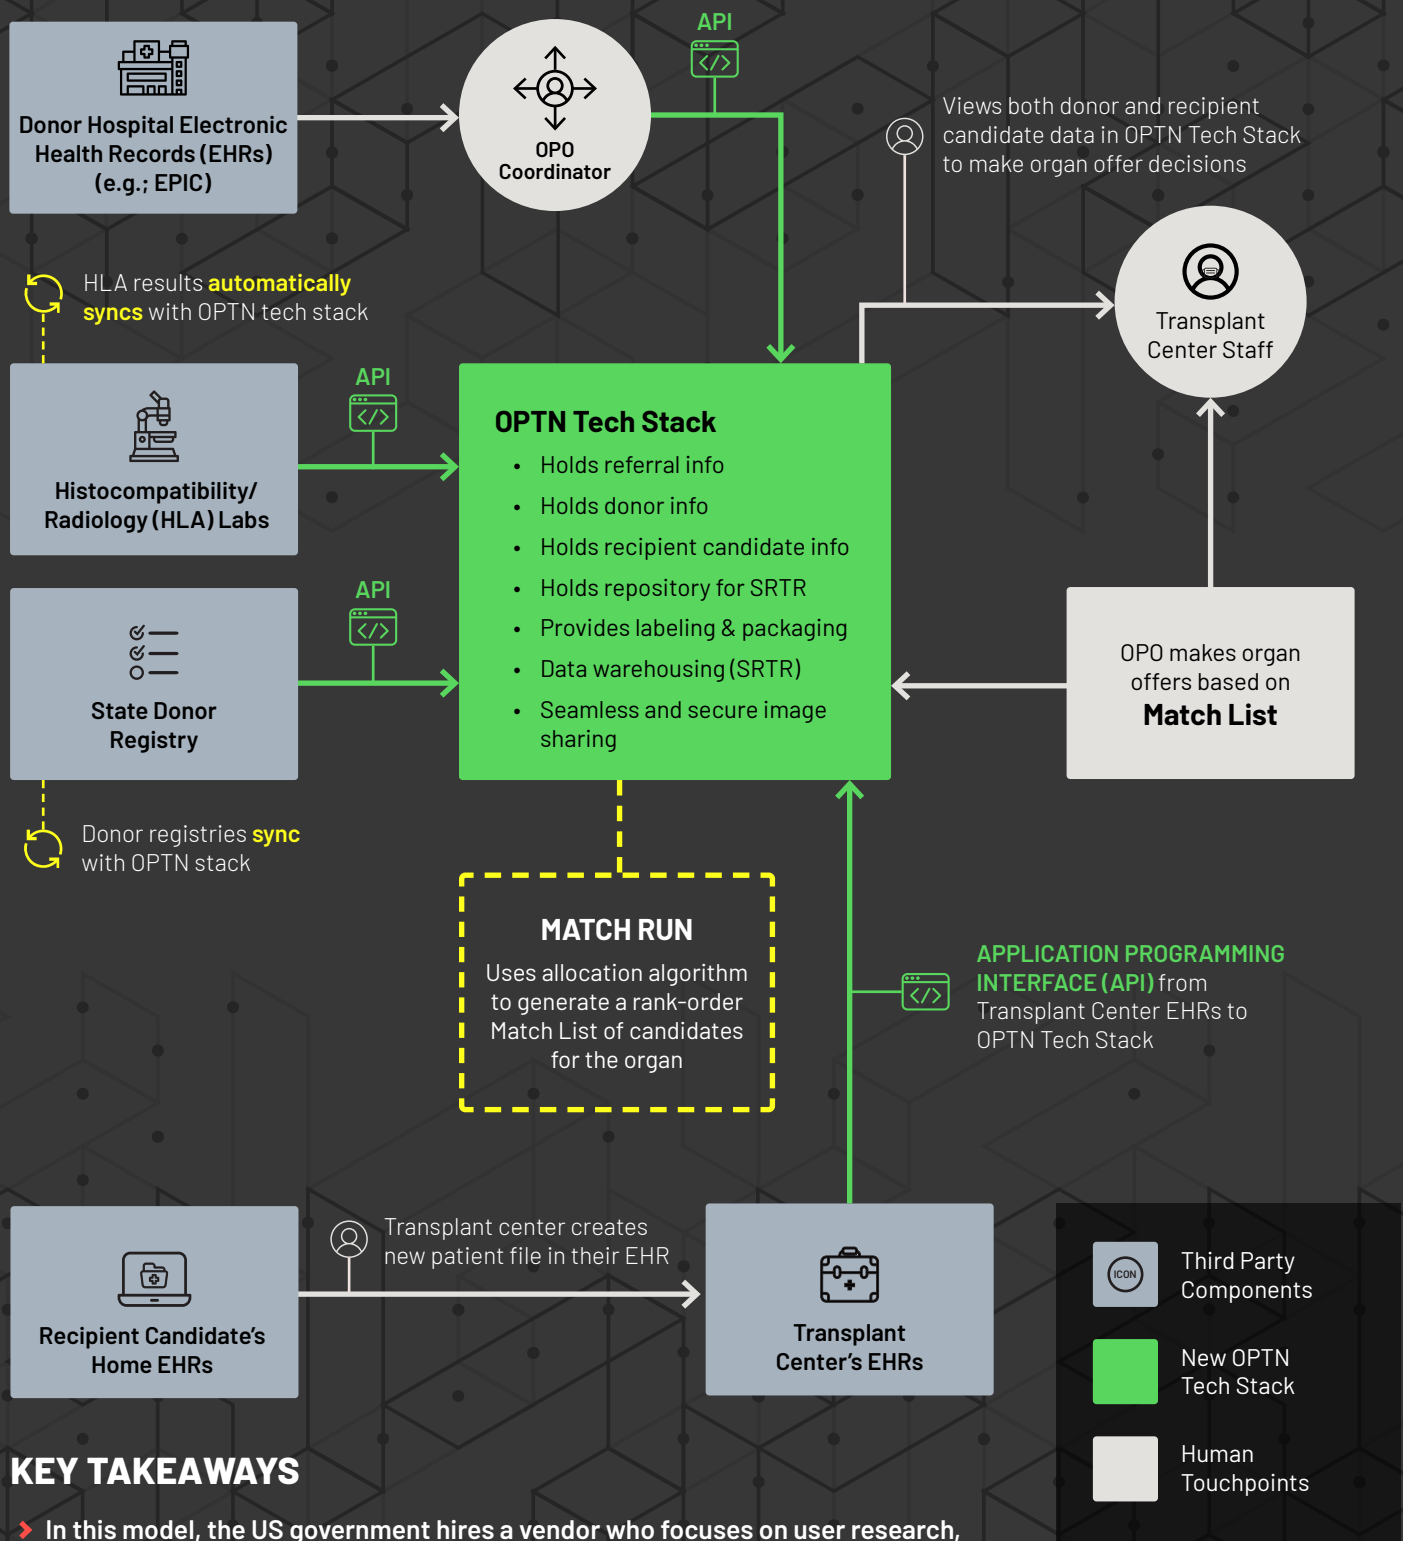 API
Donor Hospital Electronic
Health Records (EHRs)
(e.g.; EPIC)
OPO
Coordinator
Views both donor and recipient
candidate data in OPTN Tech Stack
to make organ offer decisions
HLA results automatically
syncs with OPTN tech stack
Transplant
Center Staff
API
Histocompatibility/
Radiology (HLA) Labs
OPTN Tech Stack
• Holds referral info
• Holds donor info
• Holds recipient candidate info
• Holds repository for SRTR
• Provides labeling & packaging
• Data warehousing (SRTR)
• Seamless and secure image
sharing
API
State Donor
Registry
OPO makes organ
offers based on
Match List
Donor registries sync
with OPTN stack
MATCH RUN
Uses allocation algorithm
to generate a rank-order
Match List of candidates
for the organ
APPLICATION PROGRAMMING
INTERFACE (API) from
Transplant Center EHRs to
OPTN Tech Stack
Transplant center creates
new patient file in their EHR
Recipient Candidate's
Home EHRs
Transplant
Center's EHRs
ICON
Third Party
Components
New OPTN
Tech Stack
Human
Touchpoints
KEY TAKEAWAYS
In this model, the US government hires a vendor who focuses on user research,